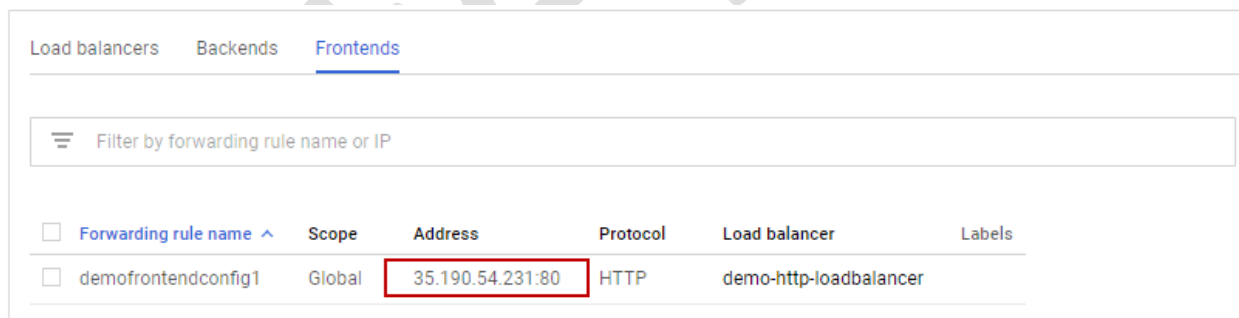 Load balancers Backends Frontends
Filter by forwarding rule name or IP
Forwarding rule name Scope Address Protocol Load balancer Labels
demofrontendconfig1 Global 35.190.54.231:80 HTTP demo-http-loadbalancer